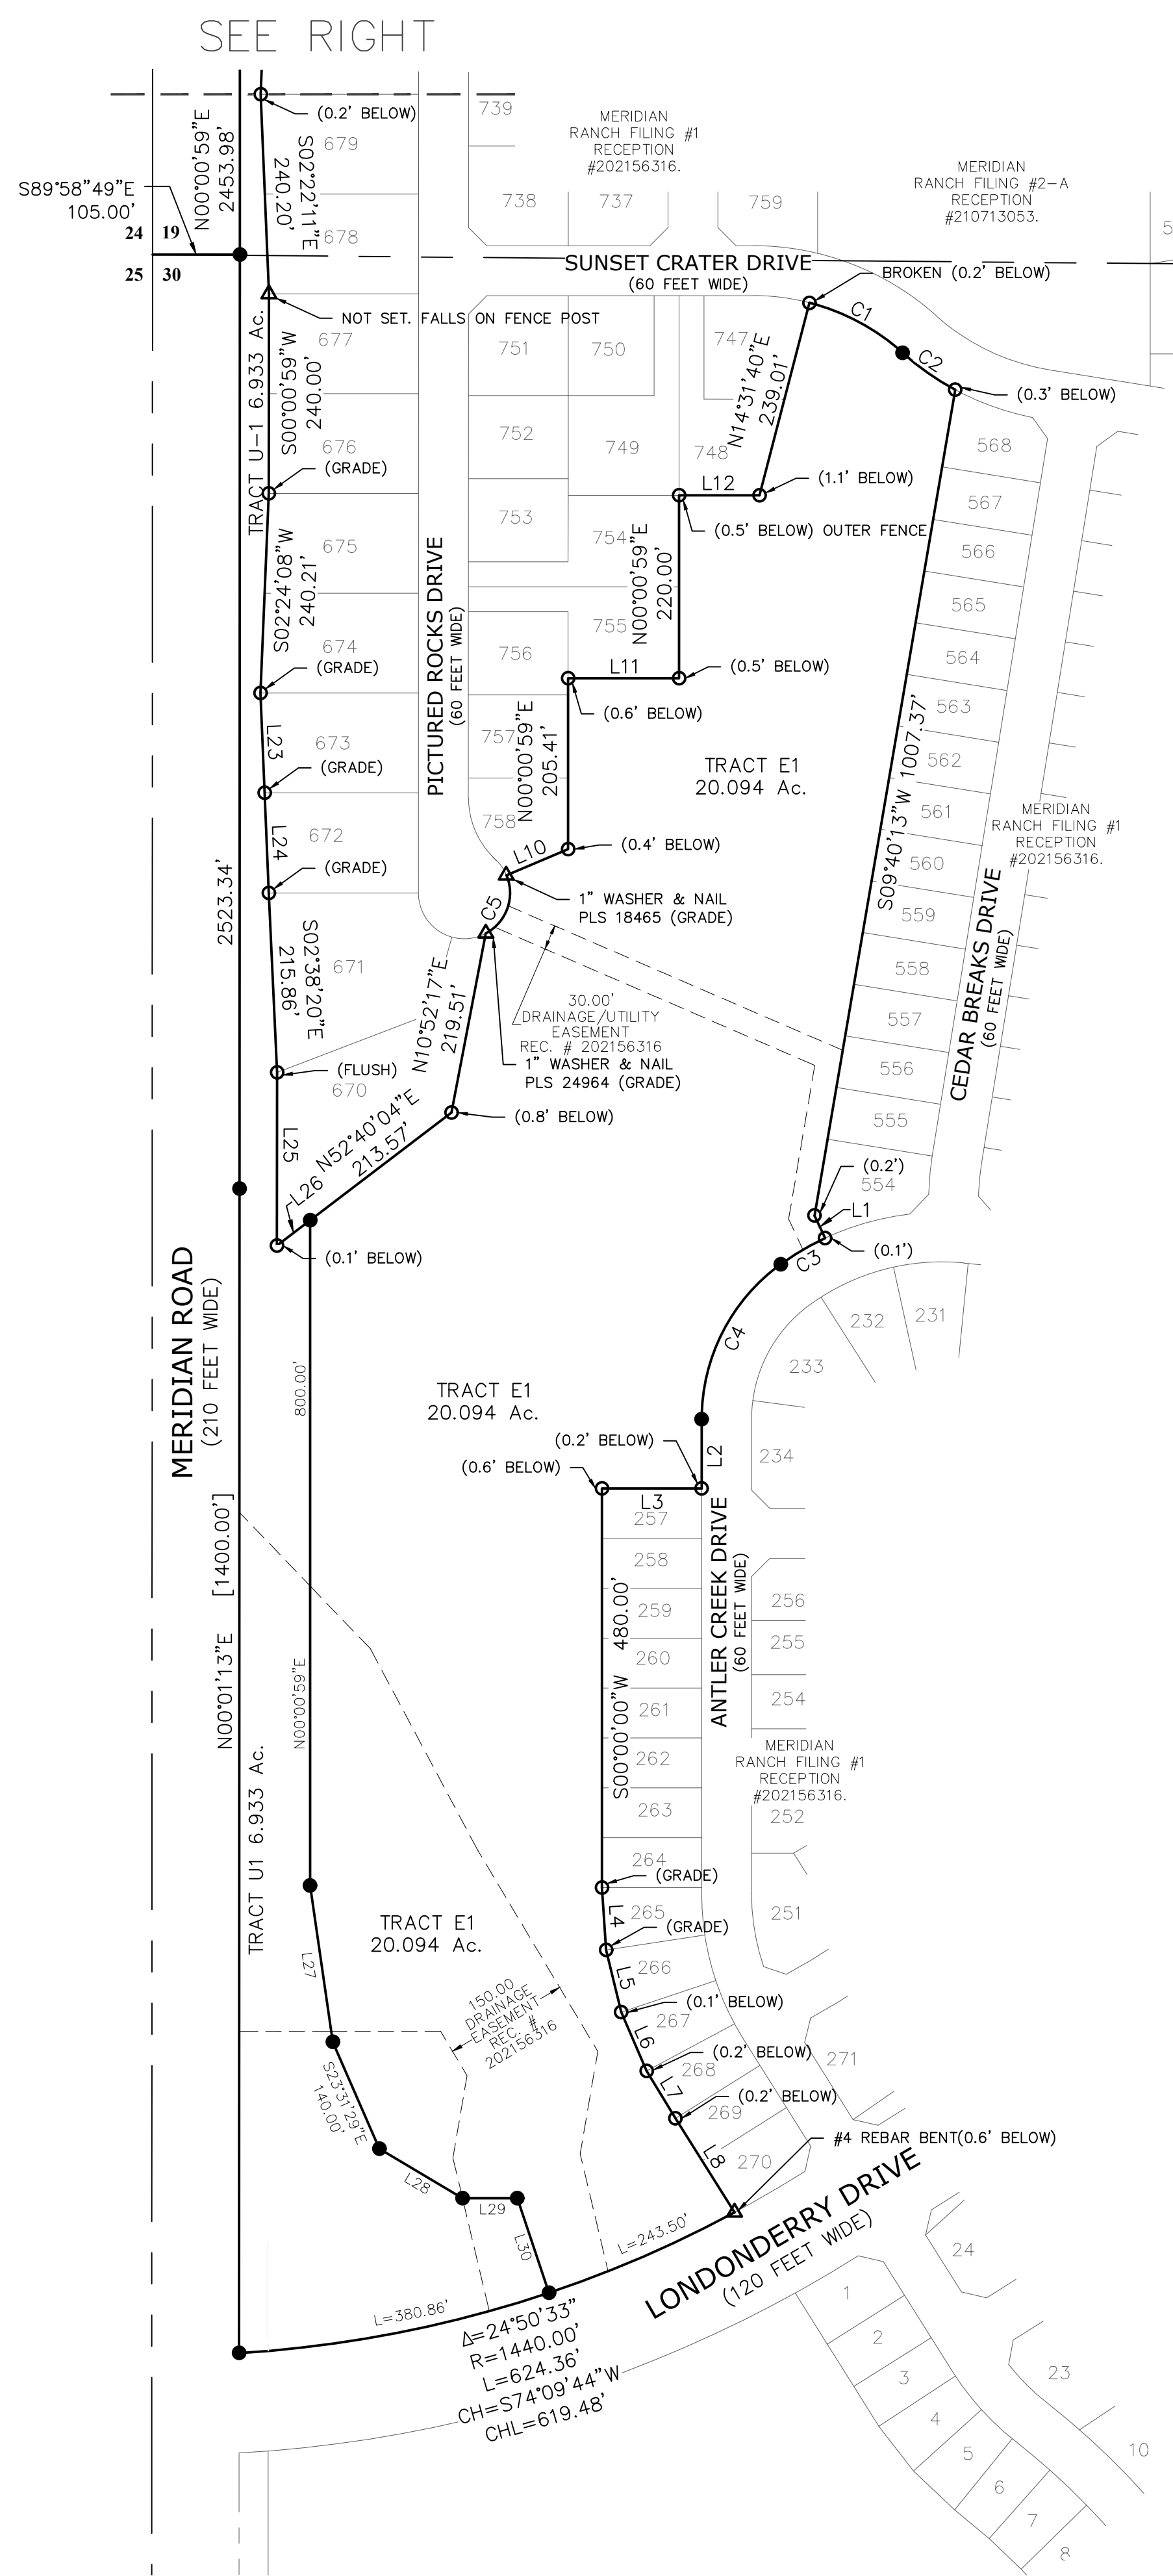 SEE RIGHT
(0.2' BELOW)
739
MERIDIAN
RANCH FILING #1
RECEPTION
#202156316.
N00°00'59"E
2453.98'
S02°22'11"E
240.20'
679
MERIDIAN
RANCH FILING #2-A
RECEPTION
#210713053.
S89°58"49"E
105.00'
738
737
759
5
24
19
25
30
678
SUNSET CRATER DRIVE
(60 FEET WIDE)
BROKEN (0.2' BELOW)
NOT SET. FALLS ON FENCE POST
C1
C2
TRACT U-1 6.933 Ac.
S00°00'59"W
240.00'
677
751
750
747
N14°31'40"E
239.01'
(0.3' BELOW)
676
(GRADE)
752
749
748
L12
(1.1' BELOW)
(0.5' BELOW) OUTER FENCE
568
567
566
565
564
563
562
561
560
559
558
557
556
555
554
S02°24'08"W
240.21'
675
674
753
754
755
756
757
758
N00°00'59"E
220.00'
PICTURED ROCKS DRIVE
(60 FEET WIDE)
(GRADE)
L11
(0.5' BELOW)
(0.6' BELOW)
L23
673
(GRADE)
N00°00'59"E
205.41'
TRACT E1
20.094 Ac.
S09°40'13"W 1007.37'
MERIDIAN
RANCH FILING #1
RECEPTION
#202156316.
CEDAR BREAKS DRIVE
(60 FEET WIDE)
L24
672
(GRADE)
L10
(0.4' BELOW)
2523.34'
1" WASHER & NAIL
PLS 18465 (GRADE)
C5
S02°38'20"E
215.86'
671
N10°52'17"E
219.51'
30.00'
DRAINAGE/UTILITY
EASEMENT
REC. # 202156316
1" WASHER & NAIL
PLS 24964 (GRADE)
(FLUSH)
670
(0.8' BELOW)
L25
L26
N52°40'04"E
213.57'
(0.2')
L1
(0.1')
C3
(0.1' BELOW)
MERIDIAN ROAD
(210 FEET WIDE)
C4
232
231
233
800.00'
TRACT E1
20.094 Ac.
(0.2' BELOW)
(0.6' BELOW)
L2
L3
234
257
258
259
260
261
262
263
264
265
266
267
268
269
270
[1400.00']
N00°01'13"E
N00°00'59"E
S00°00'00"W 480.00'
ANTLER CREEK DRIVE
(60 FEET WIDE)
256
255
254
MERIDIAN
RANCH FILING #1
RECEPTION
#202156316.
252
251
TRACT U1 6.933 Ac.
(GRADE)
L4
(GRADE)
TRACT E1
20.094 Ac.
L27
L5
150.00
DRAINAGE
EASEMENT
REC. #
202156316
(0.1' BELOW)
L6
(0.2' BELOW)
271
L7
(0.2' BELOW)
S23°31'29"E
140.00'
L8
#4 REBAR BENT(0.6' BELOW)
L28
L29
L30
L=243.50'
LONDONDERRY DRIVE
(120 FEET WIDE)
L=380.86'
Δ=24°50'33"
R=1440.00'
L=624.36'
CH=S74°09'44"W
CHL=619.48'
24
1
2
3
4
5
6
7
8
23
10